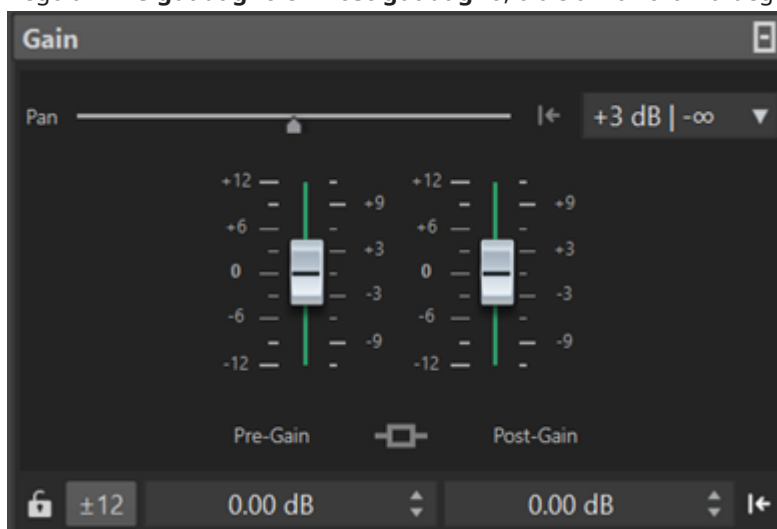 Gain
Pan +3 dB | -∞
+12 +12
+9 +9
+6 +6
+3 +3
0 0
-3 -3
-6 -6
-9 -9
-12 -12
Pre-Gain Post-Gain
±12 0.00 dB 0.00 dB